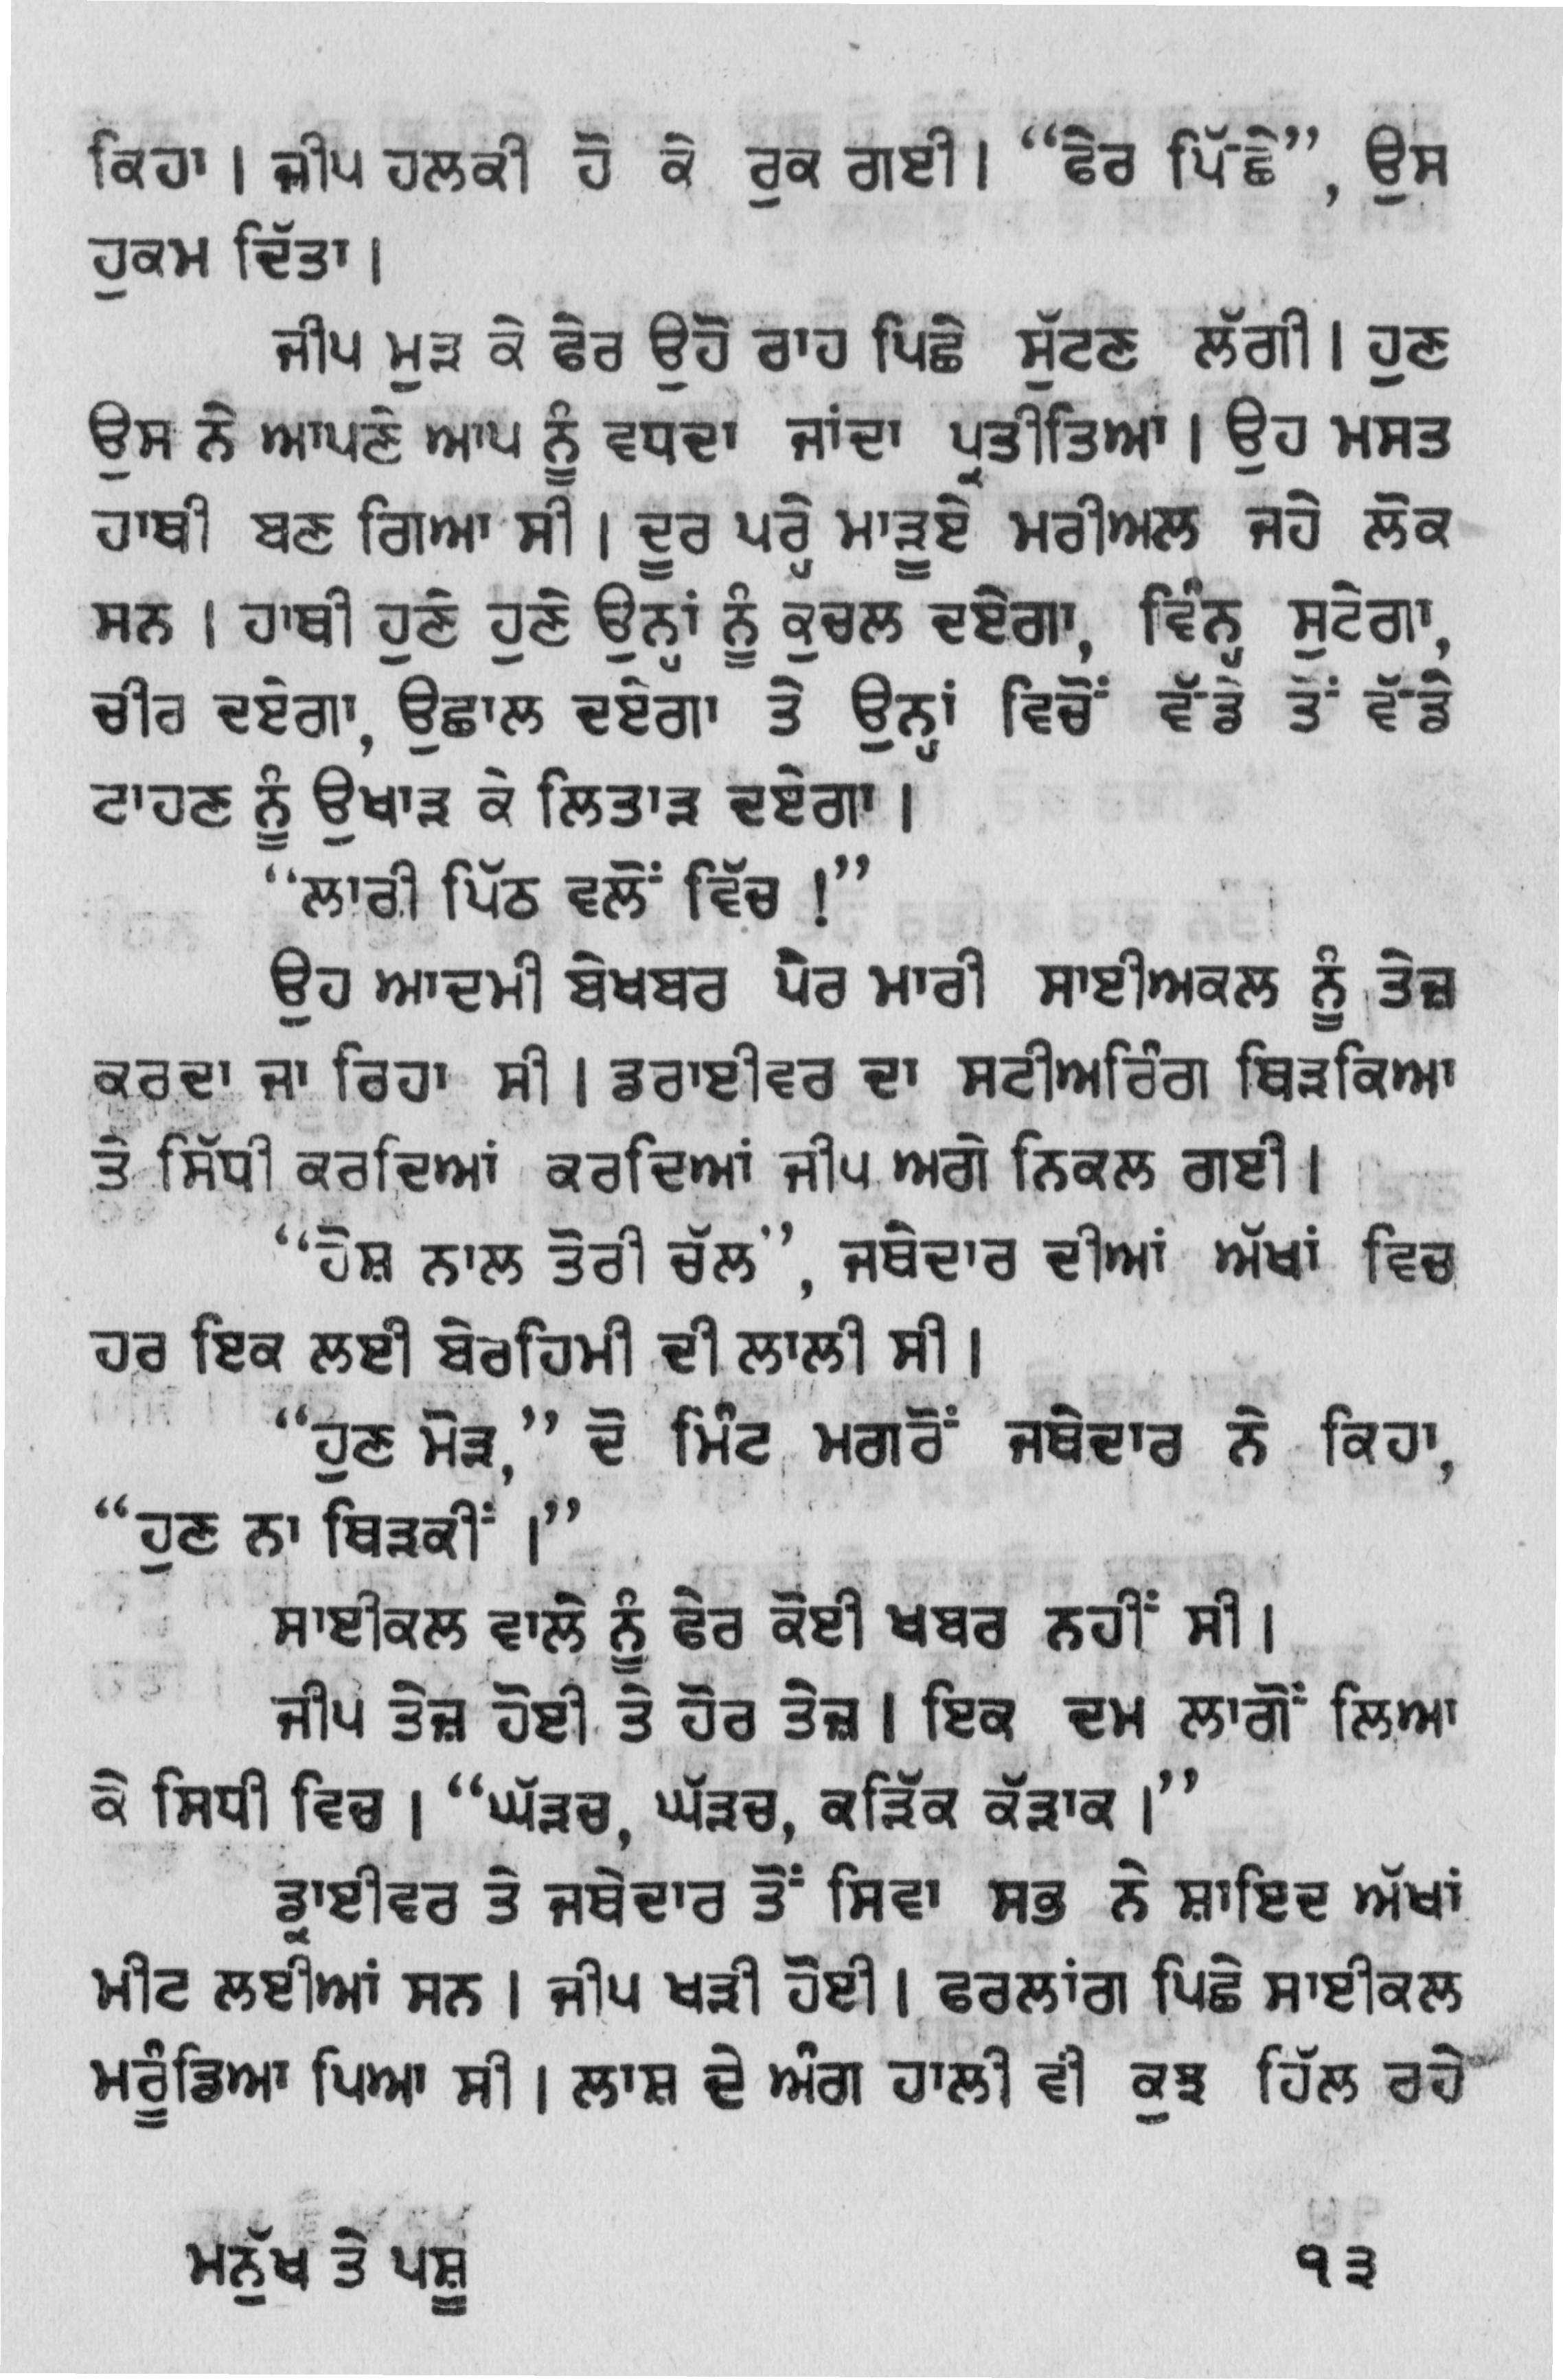 ਕਿਹਾ। ਜੀਪ ਹਲਕੀ ਹੋ ਕੇ ਰੁਕ ਗਈ। “ਫੇਰ ਪਿੱਛੇ”, ਉਸ
ਹੁਕਮ ਦਿੱਤਾ।
ਜੀਪ ਮੁੜ ਕੇ ਫੇਰ ਉਹੋ ਰਾਹ ਪਿਛੇ ਸੁੱਟਣ ਲੱਗੀ। ਹੁਣ
ਉਸ ਨੇ ਆਪਣੇ ਆਪ ਨੂੰ ਵਧਦਾ ਜਾਂਦਾ ਪ੍ਰਤੀਤਿਆ। ਉਹ ਮਸਤ
ਹਾਥੀ ਬਣ ਗਿਆ ਸੀ। ਦੂਰ ਪਰ੍ਹੇ ਮਾੜੂਏ ਮਰੀਅਲ ਜਹੇ ਲੋਕ
ਸਨ। ਹਾਥੀ ਹੁਣੇ ਹੁਣੇ ਉਨ੍ਹਾਂ ਨੂੰ ਕੁਚਲ ਦਏਗਾ, ਵਿੰਨ੍ਹ ਸੁਟੇਗਾ,
ਚੀਰ ਦਏਗਾ, ਉਛਾਲ ਦਏਗਾ ਤੇ ਉਨ੍ਹਾਂ ਵਿਚੋਂ ਵੱਡੇ ਤੋਂ ਵੱਡੇ
ਟਾਹਣ ਨੂੰ ਉਖਾੜ ਕੇ ਲਿਤਾੜ ਦਏਗਾ।
“ਲਾਰੀ ਪਿੱਠ ਵਲੋਂ ਵਿੱਚ !”
ਉਹ ਆਦਮੀ ਬੇਖਬਰ ਪੈਰ ਮਾਰੀ ਸਾਈਅਕਲ ਨੂੰ ਤੇਜ਼
ਕਰਦਾ ਜਾ ਰਿਹਾ ਸੀ। ਡਰਾਈਵਰ ਦਾ ਸਟੀਅਰਿੰਗ ਥਿੜਕਿਆ
ਤੇ ਸਿੱਧੀ ਕਰਦਿਆਂ ਕਰਦਿਆਂ ਜੀਪ ਅਗੇ ਨਿਕਲ ਗਈ।
“ਹੋਸ਼ ਨਾਲ ਤੋਰੀ ਚੱਲ”, ਜਥੇਦਾਰ ਦੀਆਂ ਅੱਖਾਂ ਵਿਚ
ਹਰ ਇਕ ਲਈ ਬੇਰਹਿਮੀ ਦੀ ਲਾਲੀ ਸੀ।
“ਹੁਣ ਮੋੜ,” ਦੋ ਮਿੰਟ ਮਗਰੋਂ ਜਥੇਦਾਰ ਨੇ ਕਿਹਾ,
“ਹੁਣ ਨਾ ਥਿੜਕੀਂ।”
ਸਾਈਕਲ ਵਾਲੇ ਨੂੰ ਫੇਰ ਕੋਈ ਖਬਰ ਨਹੀਂ ਸੀ।
ਜੀਪ ਤੇਜ਼ ਹੋਈ ਤੇ ਹੋਰ ਤੇਜ਼। ਇਕ ਦਮ ਲਾਗੋਂ ਲਿਆ
ਕੇ ਸਿਧੀ ਵਿਚ। “ਘੱੜਚ, ਘੱੜਚ, ਕੜਿੱਕ ਕੱੜਾਕ।”
ਡ੍ਰਾਈਵਰ ਤੇ ਜਥੇਦਾਰ ਤੋਂ ਸਿਵਾ ਸਭ ਨੇ ਸ਼ਾਇਦ ਅੱਖਾਂ
ਮੀਟ ਲਈਆਂ ਸਨ। ਜੀਪ ਖੜੀ ਹੋਈ। ਫਰਲਾਂਗ ਪਿਛੇ ਸਾਈਕਲ
ਮਰੂੰਡਿਆ ਪਿਆ ਸੀ। ਲਾਸ਼ ਦੇ ਅੰਗ ਹਾਲੀ ਵੀ ਕੁਝ ਹਿੱਲ ਰਹੇ
ਮਨੁੱਖ ਤੇ ਪਸ਼ੂ ੧੩